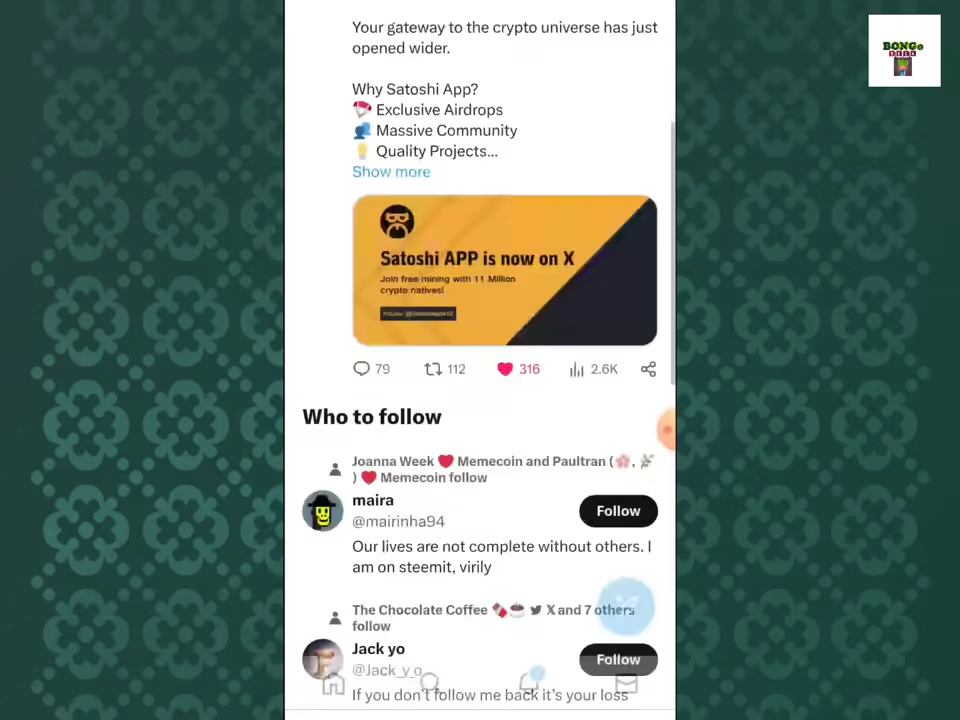 Your gateway to the crypto universe has just
opened wider.
Why Satoshi App?
Exclusive Airdrops
Massive Community
Quality Projects...
Show more
Satoshi APP is now on X
Join free mining with 11 Million
crypto natives!
79 112 316 2.6K
Who to follow
Joanna Week ❤️ Memecoin and Paultran (🌸, 🌿
) ❤️ Memecoin follow
maira
@mairinha94
Follow
Our lives are not complete without others. I
am on steemit, virily
The Chocolate Coffee 🍫☕ 🐦 X and 7 others
follow
Jack yo
@Jack_y_o
Follow
If you don't follow me back it's your loss
BONGO
TECH